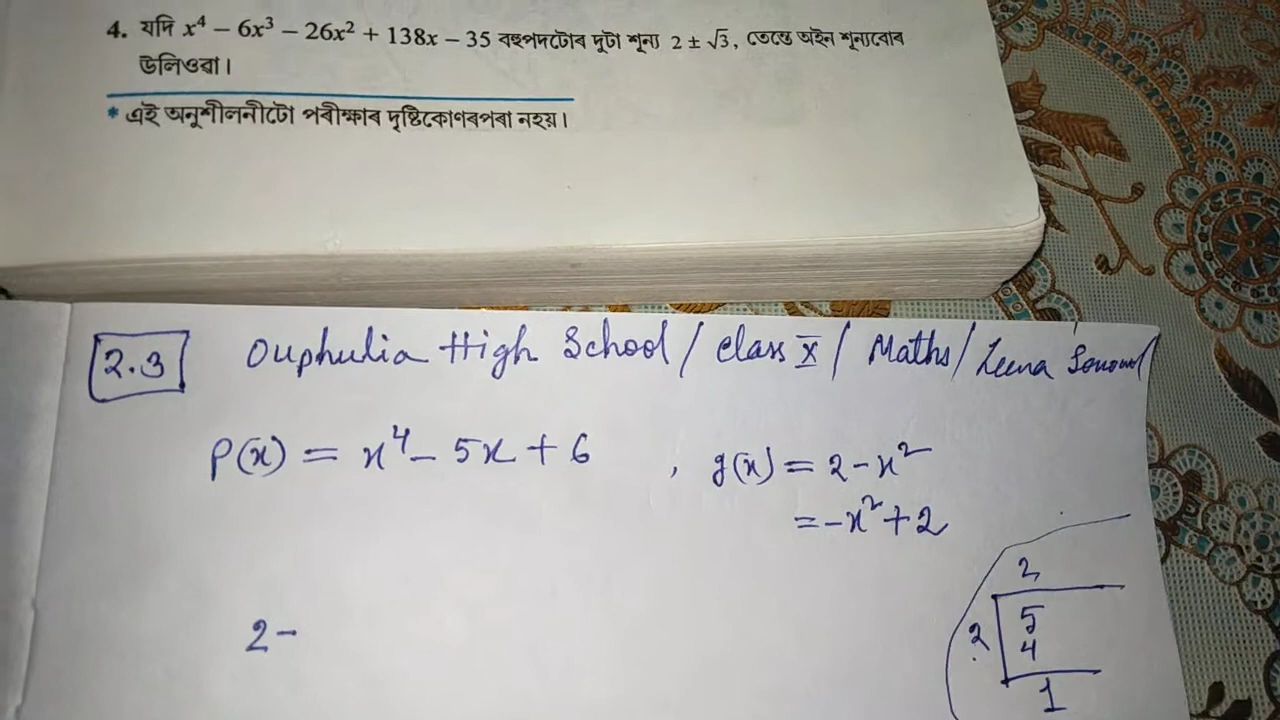 4. যদি x⁴ − 6x³ − 26x² + 138x − 35 বহুপদটোৰ দুটা শূন্য 2 ± √3, তেন্তে অইন শূন্যবোৰ
উলিওৱা।
* এই অনুশীলনীটো পৰীক্ষাৰ দৃষ্টিকোণৰপৰা নহয়।
2.3 Ouphulia High School / Class X / Maths / Leena Sonowal
P(x) = x⁴ − 5x + 6 , g(x) = 2 − x²
= −x² + 2
2
2 5
4
1
2 −